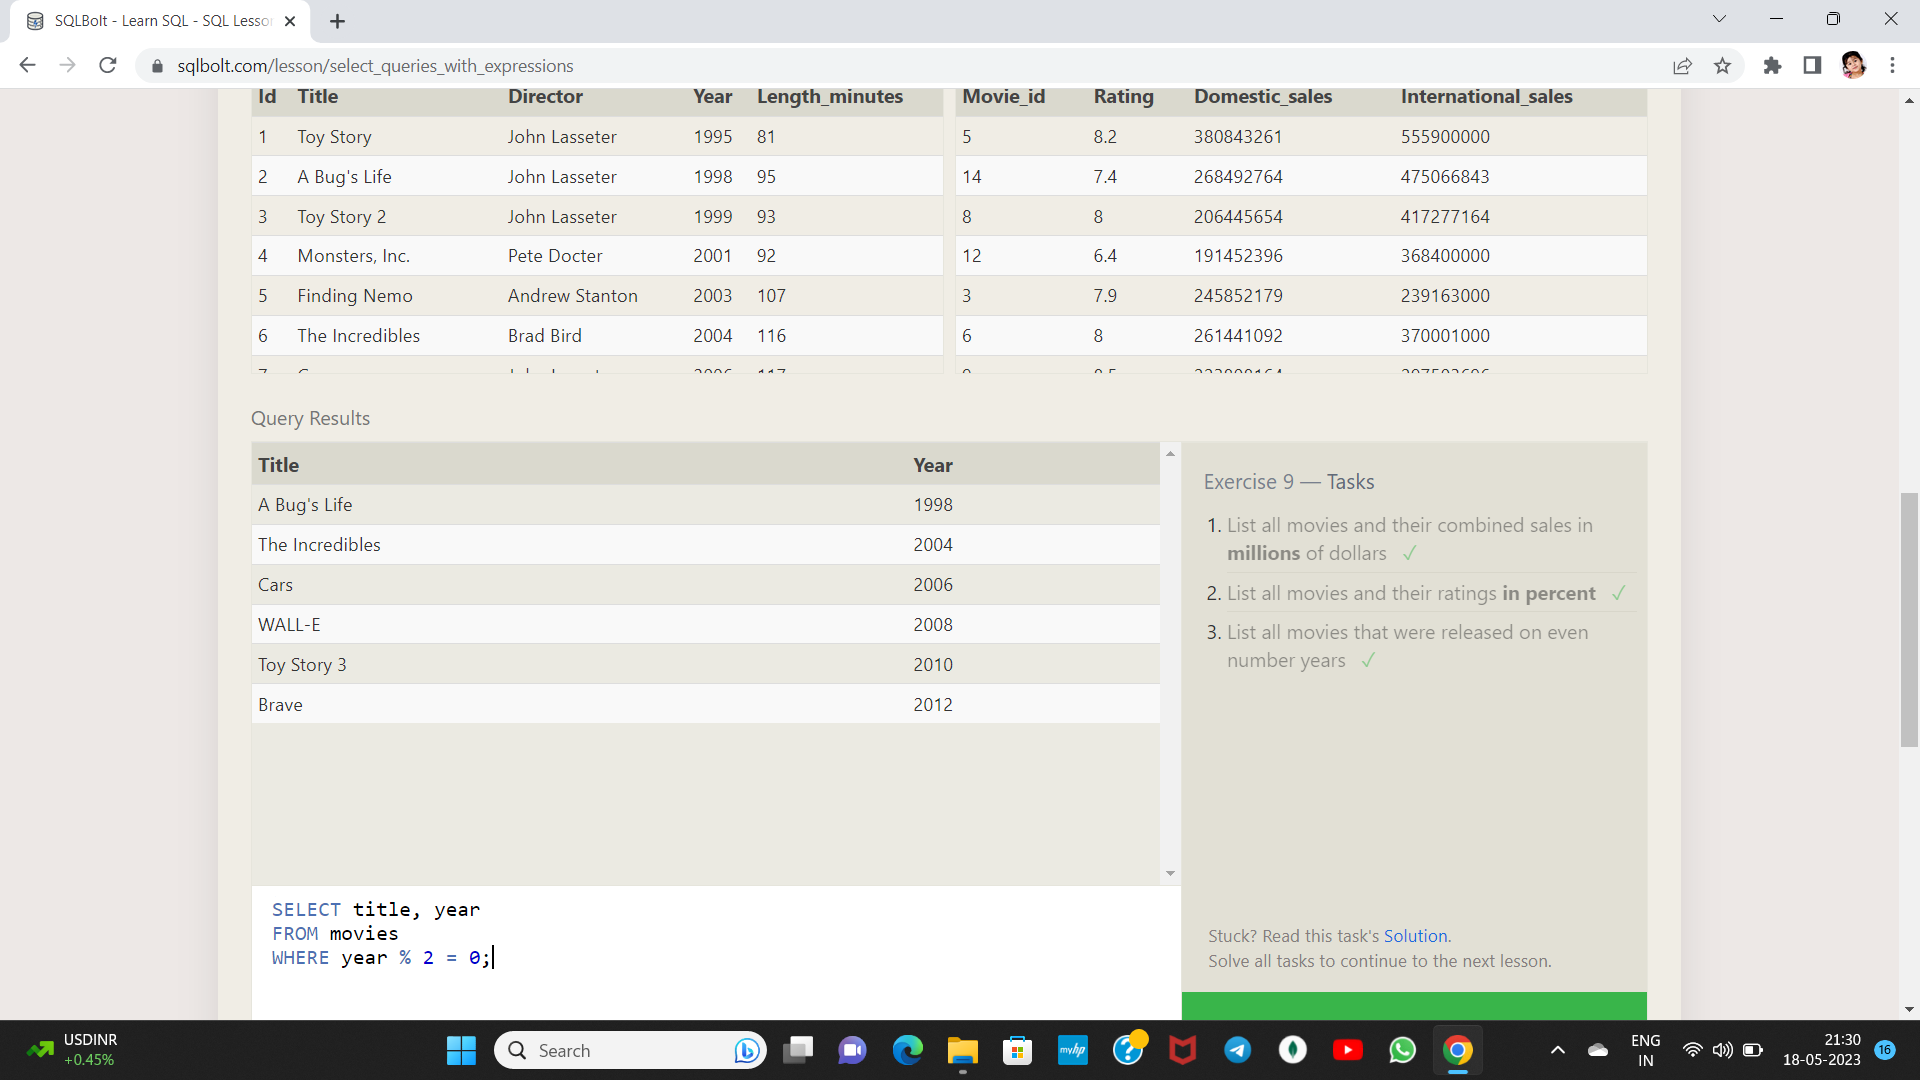 SQLBolt - Learn SQL - SQL Lesso
sqlbolt.com/lesson/select_queries_with_expressions
Id Title Director Year Length_minutes
1 Toy Story John Lasseter 1995 81
2 A Bug's Life John Lasseter 1998 95
3 Toy Story 2 John Lasseter 1999 93
4 Monsters, Inc. Pete Docter 2001 92
5 Finding Nemo Andrew Stanton 2003 107
6 The Incredibles Brad Bird 2004 116
Movie_id Rating Domestic_sales International_sales
5 8.2 380843261 555900000
14 7.4 268492764 475066843
8 8 206445654 417277164
12 6.4 191452396 368400000
3 7.9 245852179 239163000
6 8 261441092 370001000
Query Results
Title Year
A Bug's Life 1998
The Incredibles 2004
Cars 2006
WALL-E 2008
Toy Story 3 2010
Brave 2012
Exercise 9 — Tasks
1. List all movies and their combined sales in
millions of dollars ✓
2. List all movies and their ratings in percent ✓
3. List all movies that were released on even
number years ✓
Stuck? Read this task's Solution.
Solve all tasks to continue to the next lesson.
SELECT title, year
FROM movies
WHERE year % 2 = 0;
USDINR
+0.45%
Search
myhp
ENG
IN
21:30
18-05-2023
16